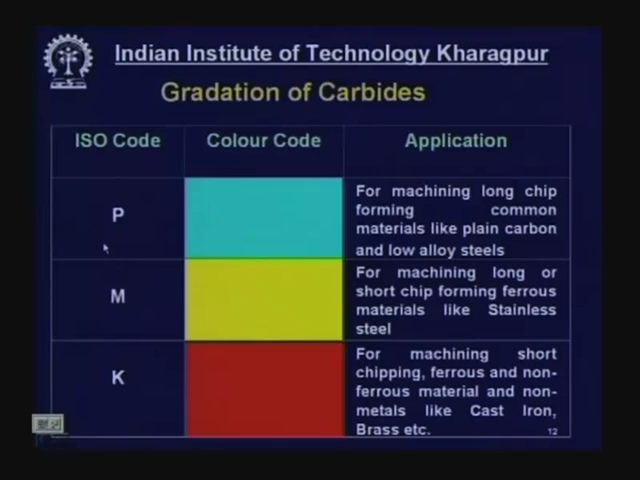 Indian Institute of Technology Kharagpur
Gradation of Carbides
ISO Code Colour Code Application
P
For machining long chip
forming common
materials like plain carbon
and low alloy steels
M
For machining long or
short chip forming ferrous
materials like Stainless
steel
K
For machining short
chipping, ferrous and non-
ferrous material and non-
metals like Cast Iron,
Brass etc.
12